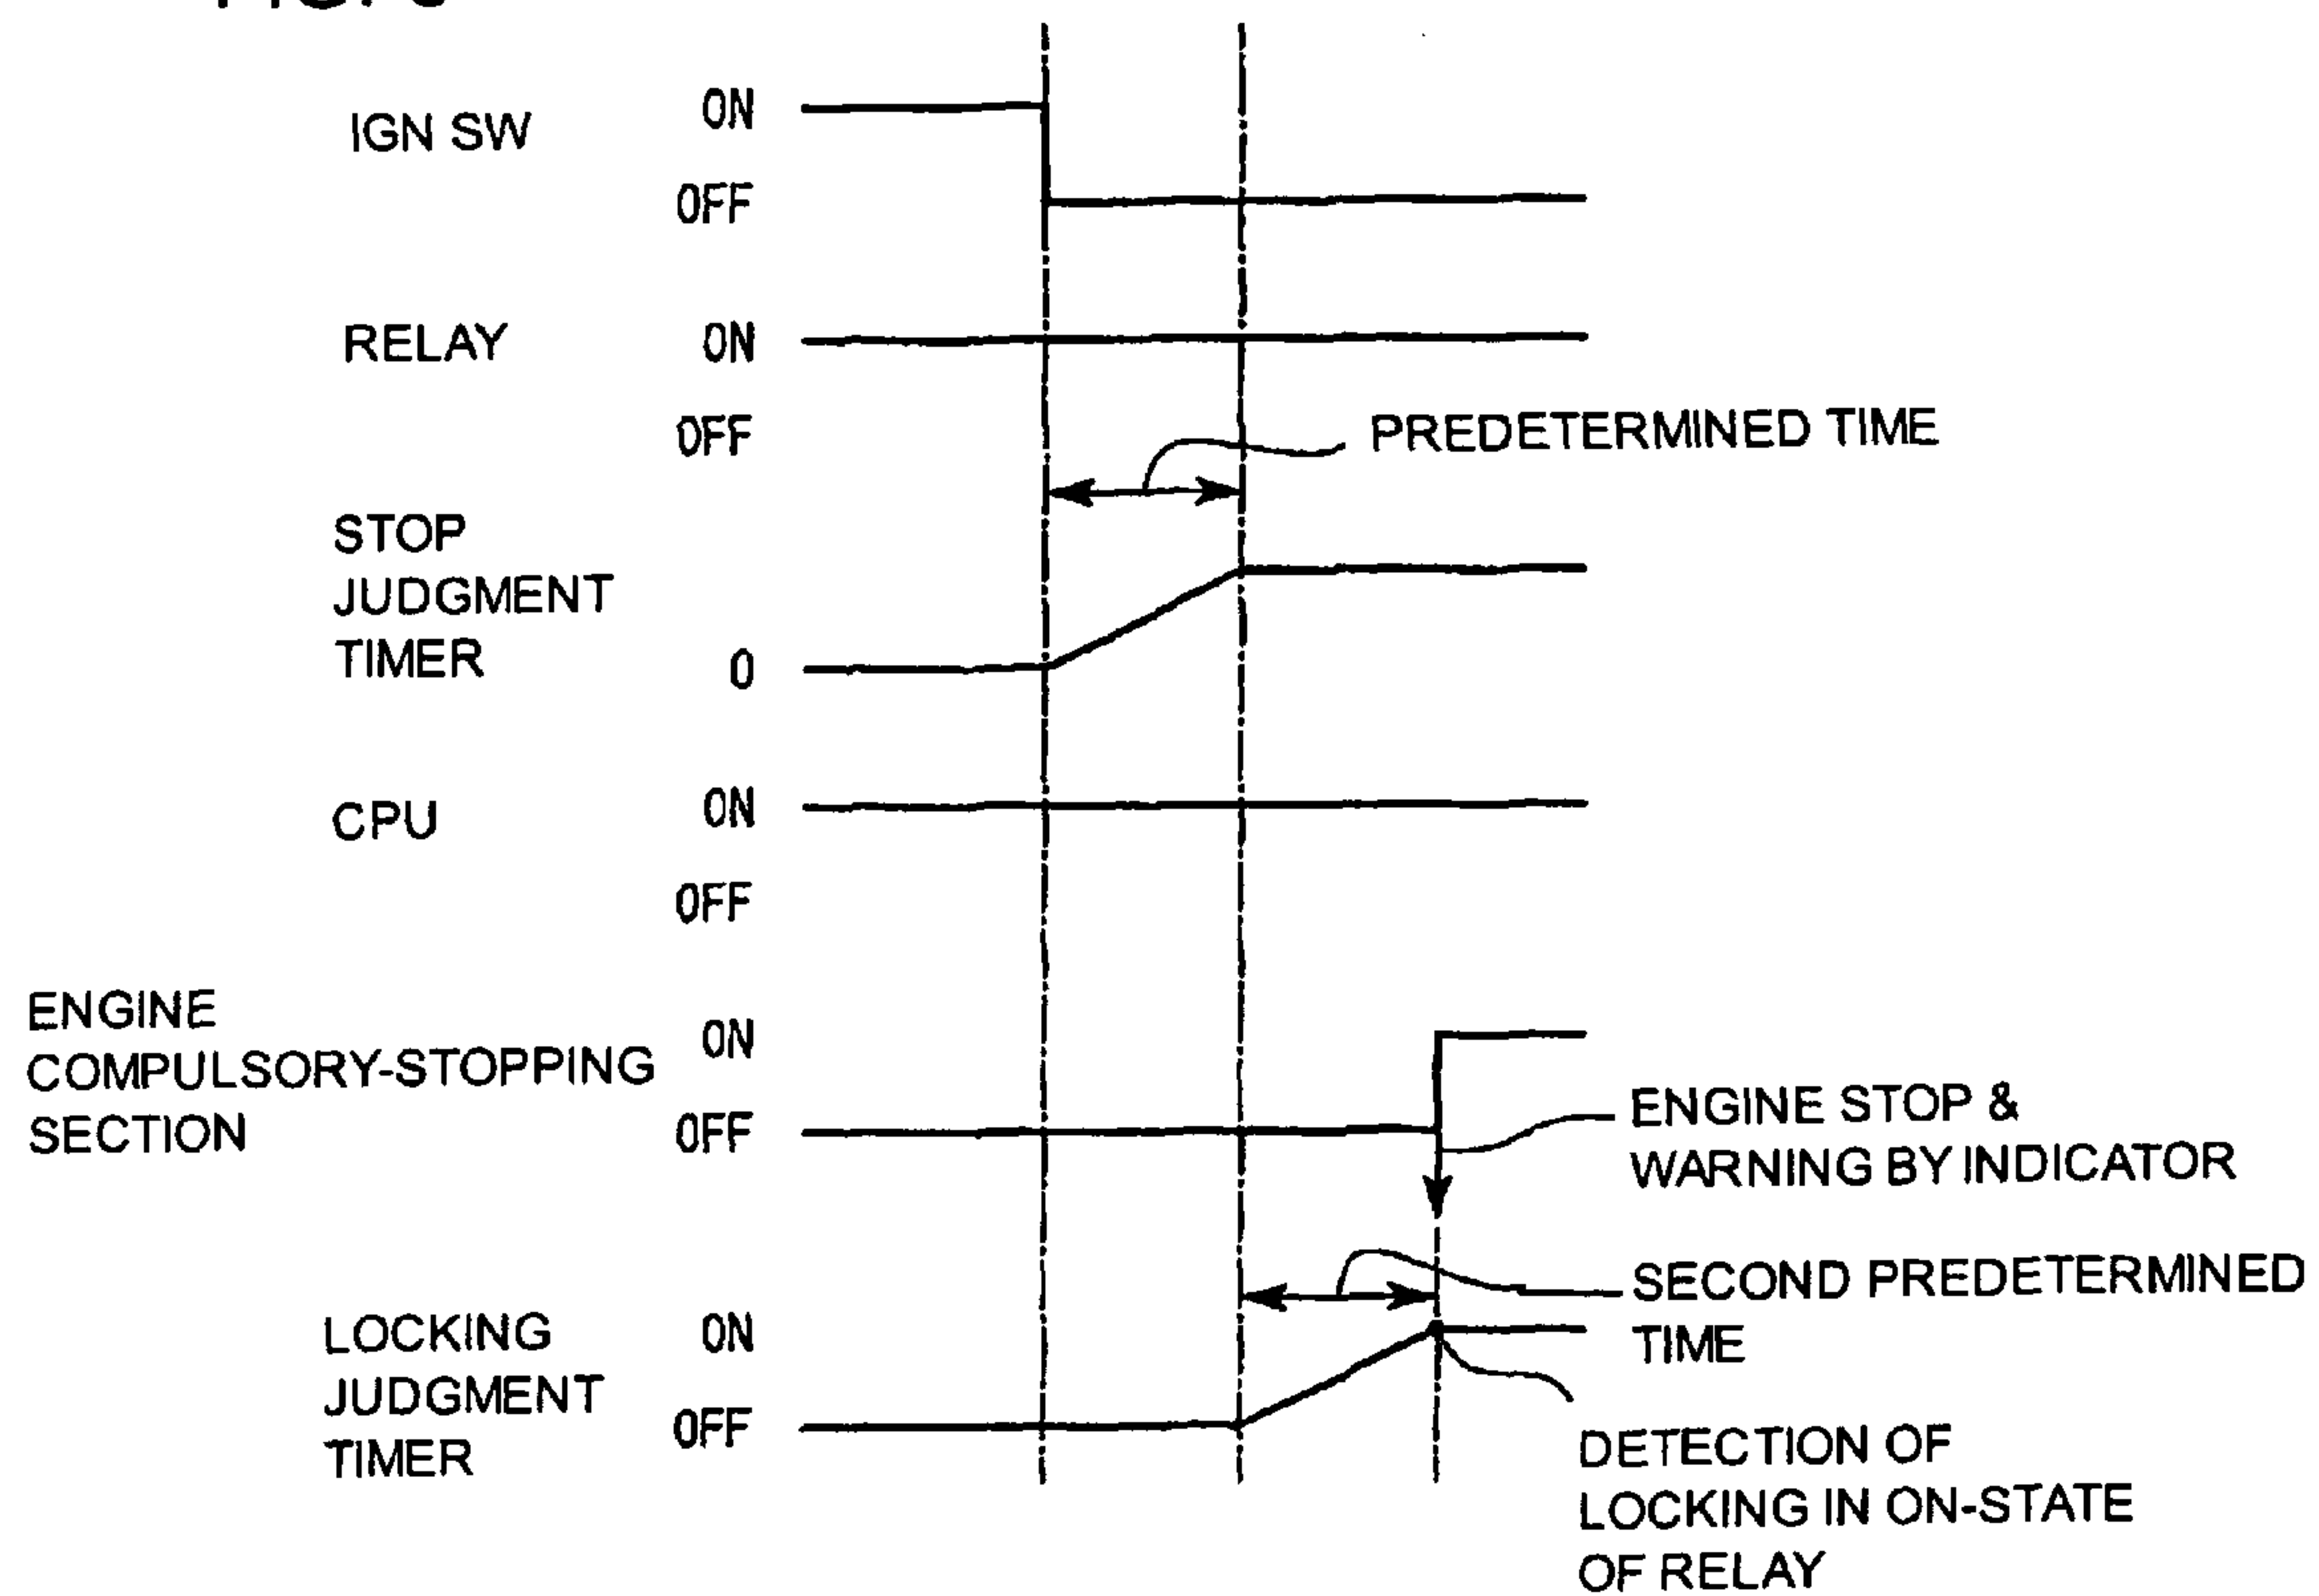 IGN SW
ON
OFF
RELAY
ON
OFF
PREDETERMINED TIME
STOP
JUDGMENT
TIMER
0
CPU
ON
OFF
ENGINE
COMPULSORY-STOPPING
SECTION
ON
OFF
ENGINE STOP &
WARNING BY INDICATOR
SECOND PREDETERMINED
TIME
LOCKING
JUDGMENT
TIMER
ON
OFF
DETECTION OF
LOCKING IN ON-STATE
OF RELAY